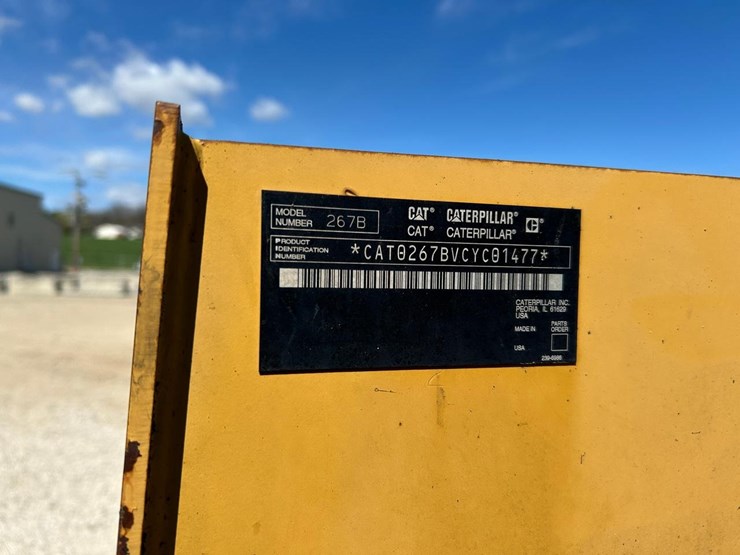 MODEL
NUMBER 267B
CAT® CATERPILLAR®
CAT® CATERPILLAR®
PRODUCT
IDENTIFICATION
NUMBER
*CAT0267BVCYC01477*
CATERPILLAR INC.
PEORIA, IL 61629
USA
MADE IN
PARTS
ORDER
USA